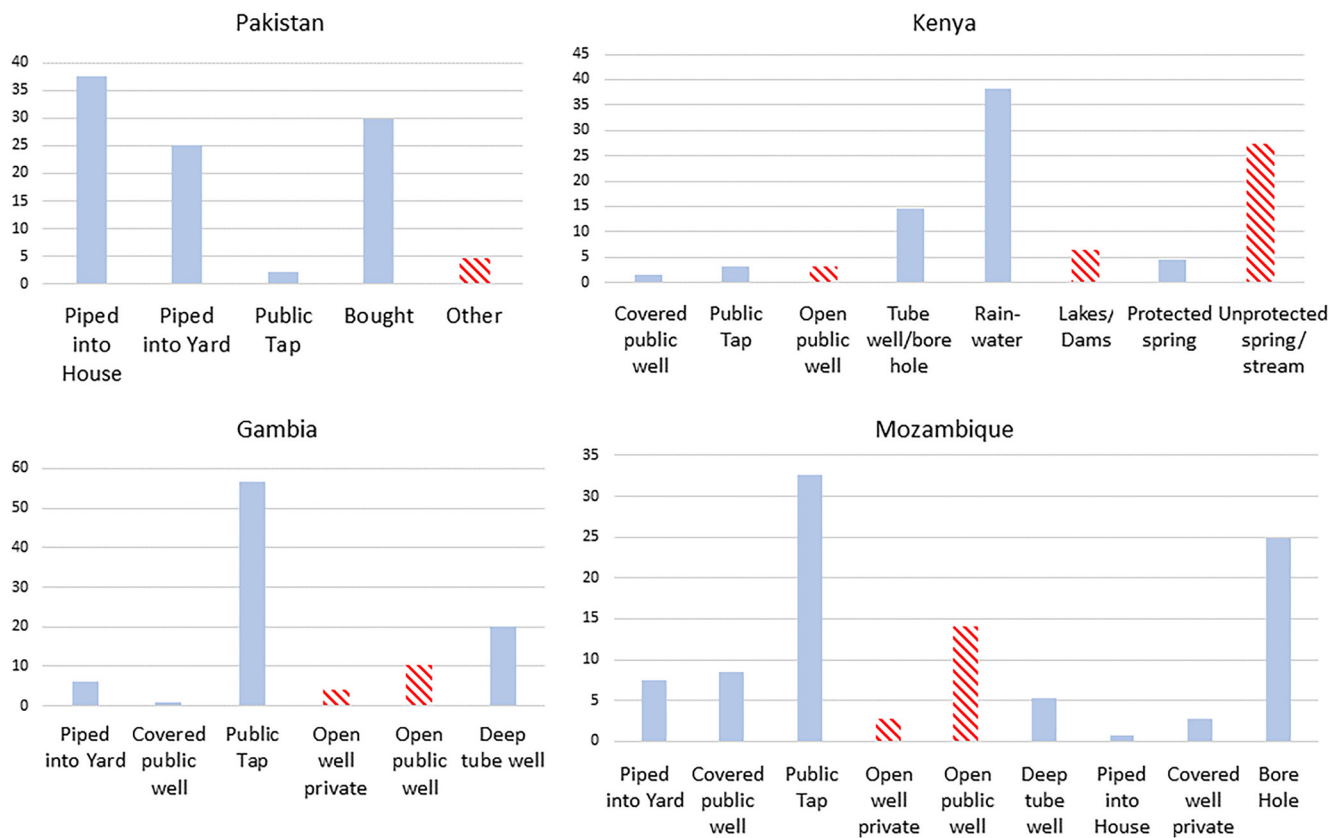 Pakistan
40
35
30
25
20
15
10
5
0
Piped
into
House
Piped
into Yard
Public
Tap
Bought
Other
Kenya
45
40
35
30
25
20
15
10
5
0
Covered
public
well
Public
Tap
Open
public
well
Tube
well/bore
hole
Rain-
water
Lakes/
Dams
Protected
spring
Unprotected
spring/
stream
Gambia
60
50
40
30
20
10
0
Piped
into Yard
Covered
public
well
Public
Tap
Open
well
private
Open
public
well
Deep
tube well
Mozambique
35
30
25
20
15
10
5
0
Piped
into Yard
Covered
public
well
Public
Tap
Open
well
private
Open
public
well
Deep
tube
well
Piped
into
House
Covered
well
private
Bore
Hole